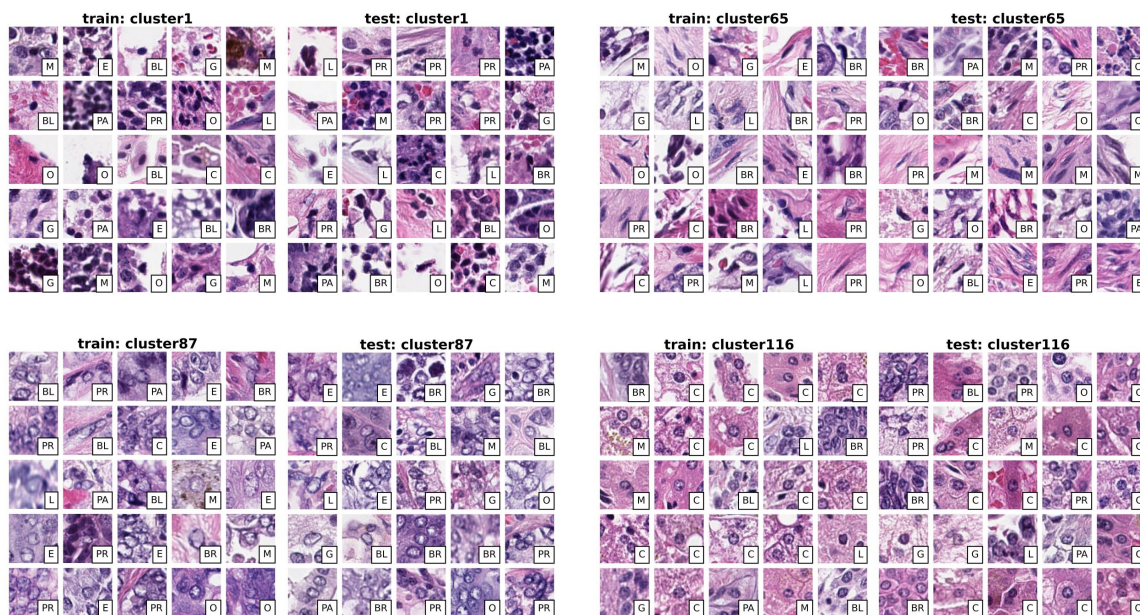 train: cluster1 test: cluster1 train: cluster65 test: cluster65
M E BL G M L PR PR PR PA M O G E BR BR PA M PR
BL PA PR O L PA M PR PR G G L L BR PR O BR C O
O O BL C C E L C L BR O O BR E BR PR M M M
G PA E BL BR PR G L BL O PR C BR L PR G O BR O
G M O G M PA BR O C M C PR M L PR O BL E PR
train: cluster87 test: cluster87 train: cluster116 test: cluster116
BL PR PA E BR E E BR G BR BR C C C C PR BL PR O
PR BL C E PA PR C BL M BL M C C L BR PR C M C
L PA BL M E L E PR G O M C BL C C BR C C PR
E PR E BR M G BL BR BR PR C C C C L G G L PA
PR E PR O O PA BR PR O PR G C PA M BL BR C C C